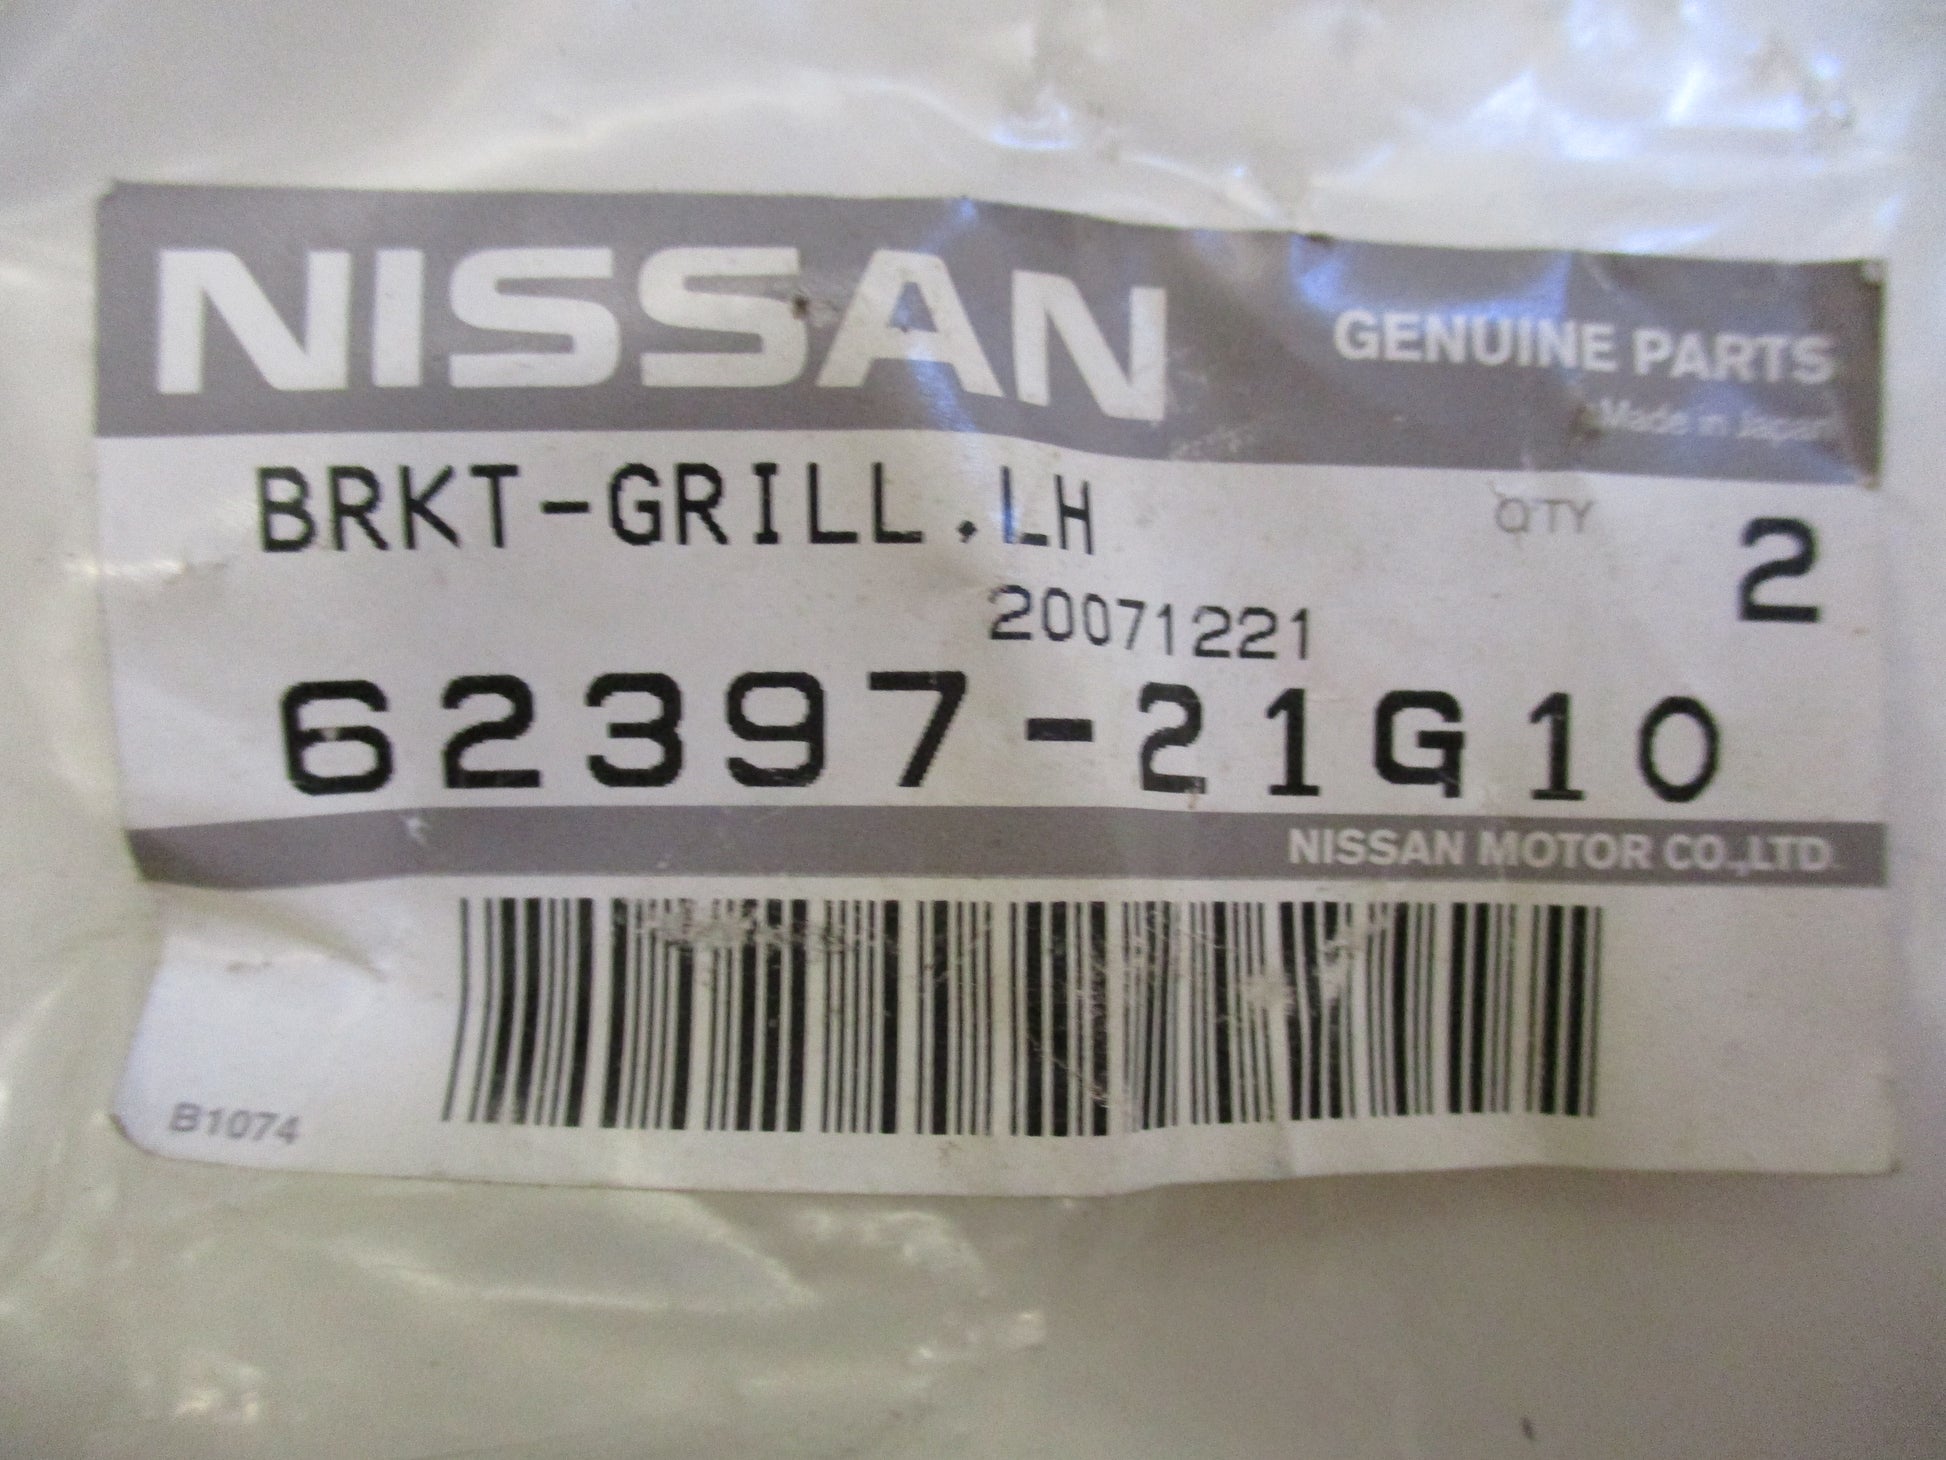 NISSAN
GENUINE PARTS
Made in Japan
BRKT-GRILL.LH
QTY 2
20071221
62397-21G10
NISSAN MOTOR CO.,LTD.
B1074